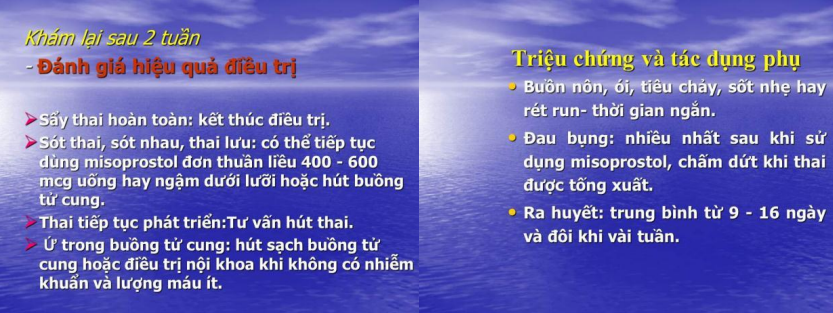 Khám lại sau 2 tuần
- Đánh giá hiệu quả điều trị
Sẩy thai hoàn toàn: kết thúc điều trị.
Sót thai, sót nhau, thai lưu: có thể tiếp tục
dùng misoprostol đơn thuần liều 400 - 600
mcg uống hay ngậm dưới lưỡi hoặc hút buồng
tử cung.
Thai tiếp tục phát triển:Tư vấn hút thai.
Ứ trong buồng tử cung: hút sạch buồng tử
cung hoặc điều trị nội khoa khi không có nhiễm
khuẩn và lượng máu ít.
Triệu chứng và tác dụng phụ
• Buồn nôn, ói, tiêu chảy, sốt nhẹ hay
rét run- thời gian ngắn.
• Đau bụng: nhiều nhất sau khi sử
dụng misoprostol, chấm dứt khi thai
được tống xuất.
• Ra huyết: trung bình từ 9 - 16 ngày
và đôi khi vài tuần.